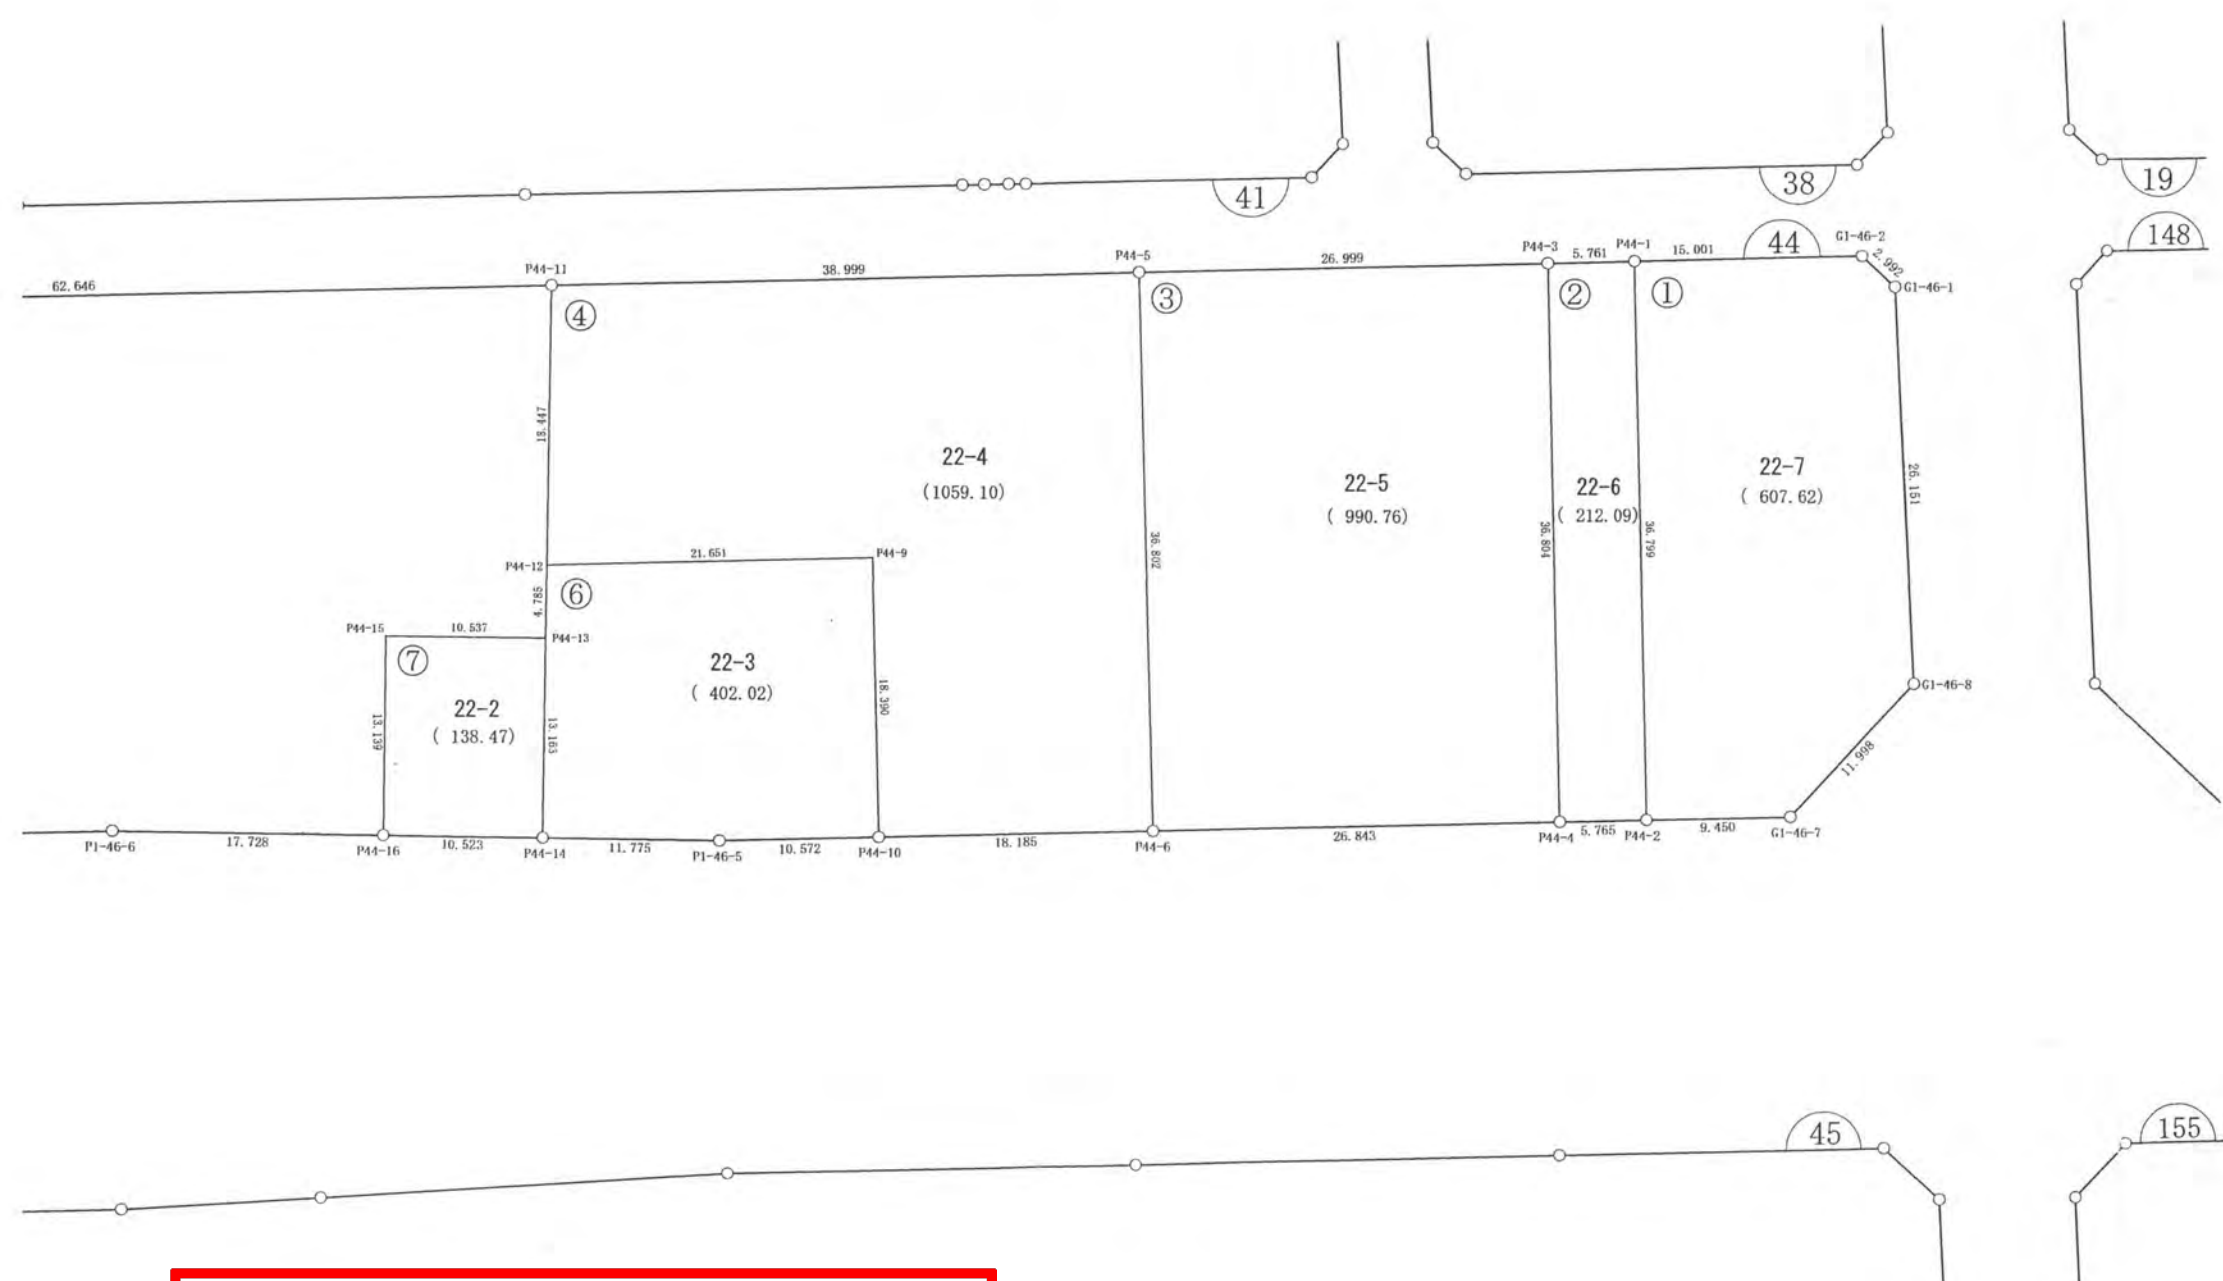 41
38
19
44
148
G1-46-2
P44-3
5.761
P44-1
15.001
2.992
G1-46-1
P44-5
26.999
P44-11
38.999
62.646
④
③
②
①
18.447
22-4
(1059.10)
22-5
( 990.76)
22-6
( 212.09)
22-7
( 607.62)
26.151
36.802
36.804
36.799
P44-12
21.651
P44-9
⑥
4.785
P44-15
10.537
P44-13
⑦
22-3
( 402.02)
22-2
( 138.47)
13.139
13.163
18.390
G1-46-8
11.998
P1-46-6
17.728
P44-16
10.523
P44-14
11.775
P1-46-5
10.572
P44-10
18.185
P44-6
26.843
P44-4
5.765
P44-2
9.450
G1-46-7
45
155